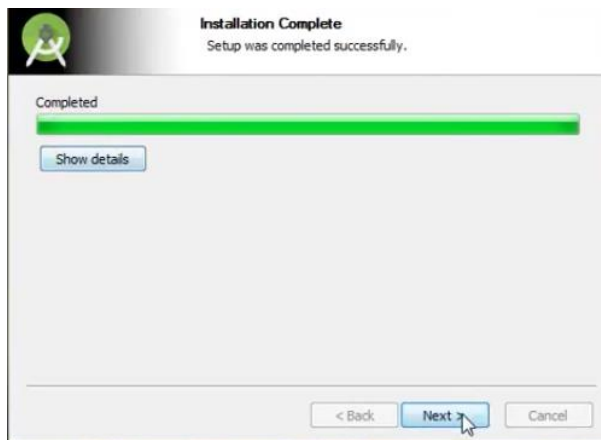 Installation Complete
Setup was completed successfully.
Completed
Show details
< Back
Next >
Cancel